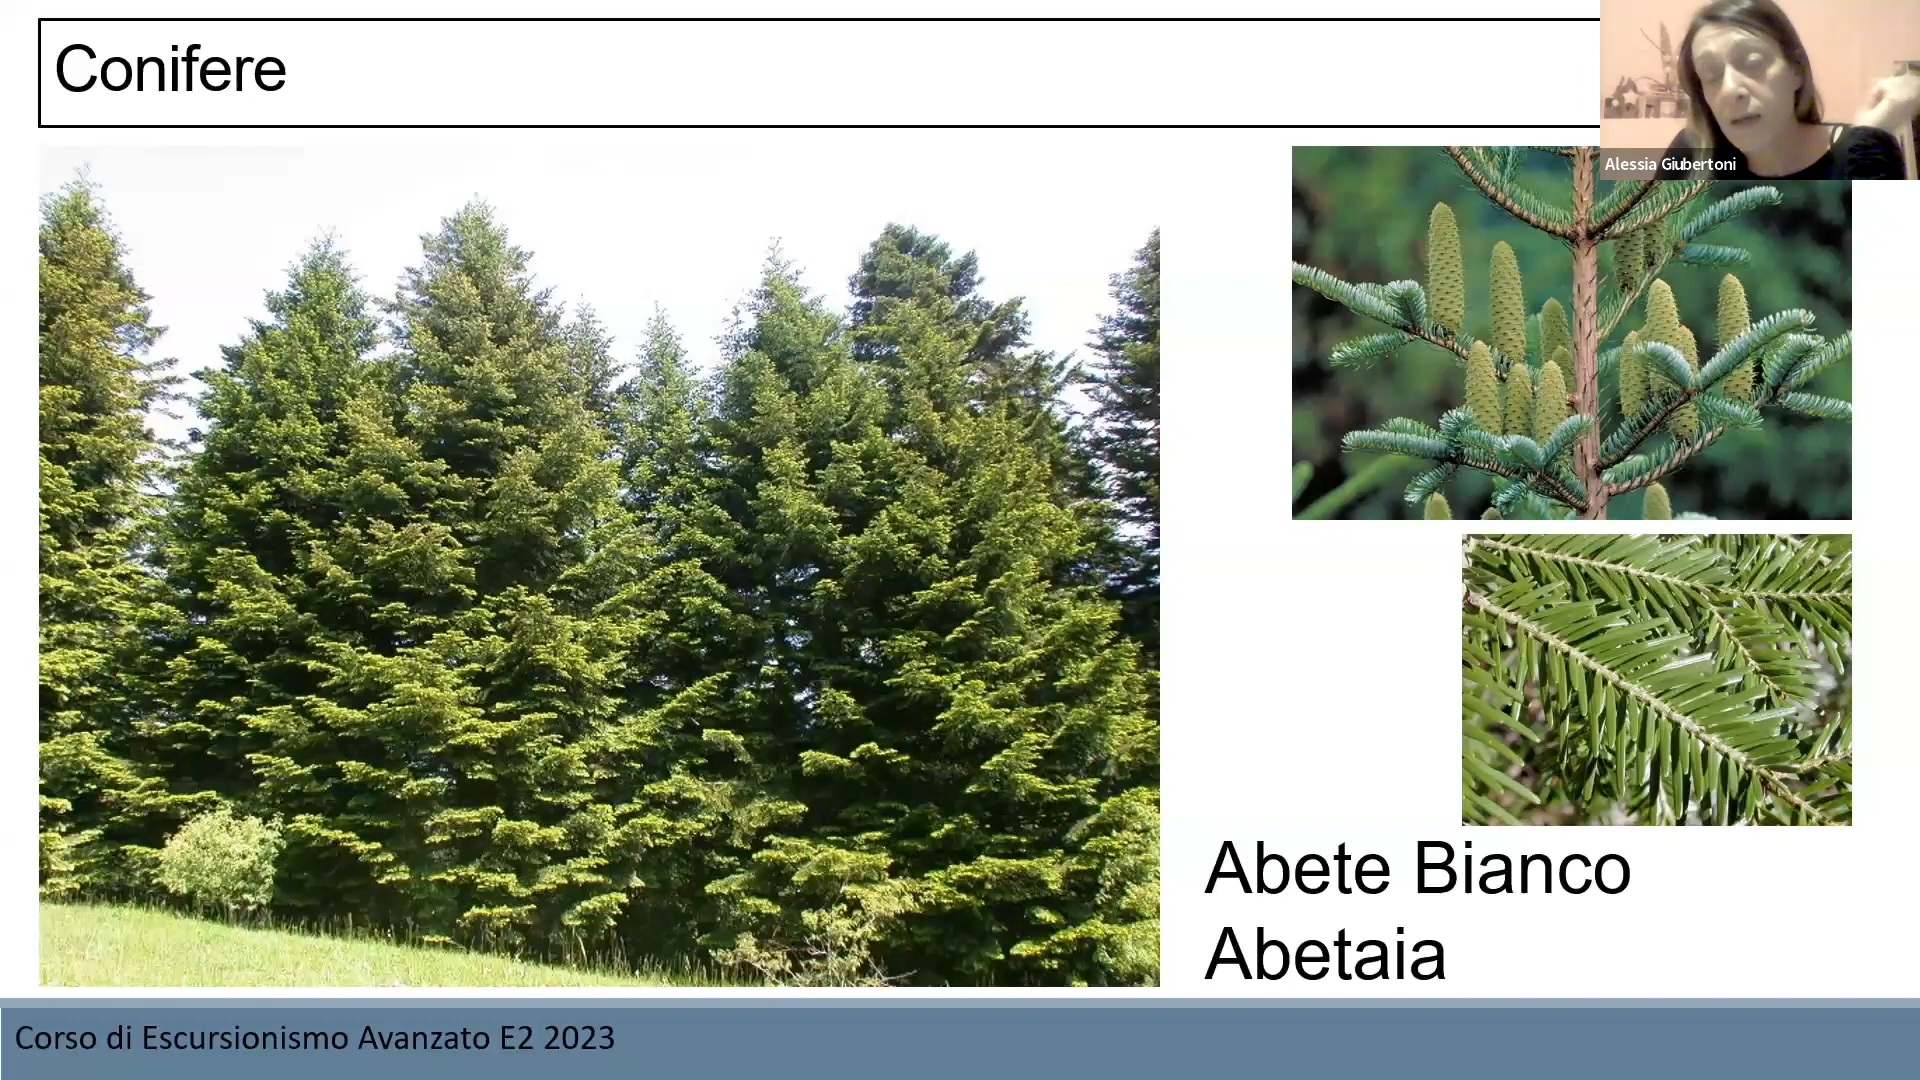 Conifere
Alessia Giubertoni
Abete Bianco
Abetaia
Corso di Escursionismo Avanzato E2 2023